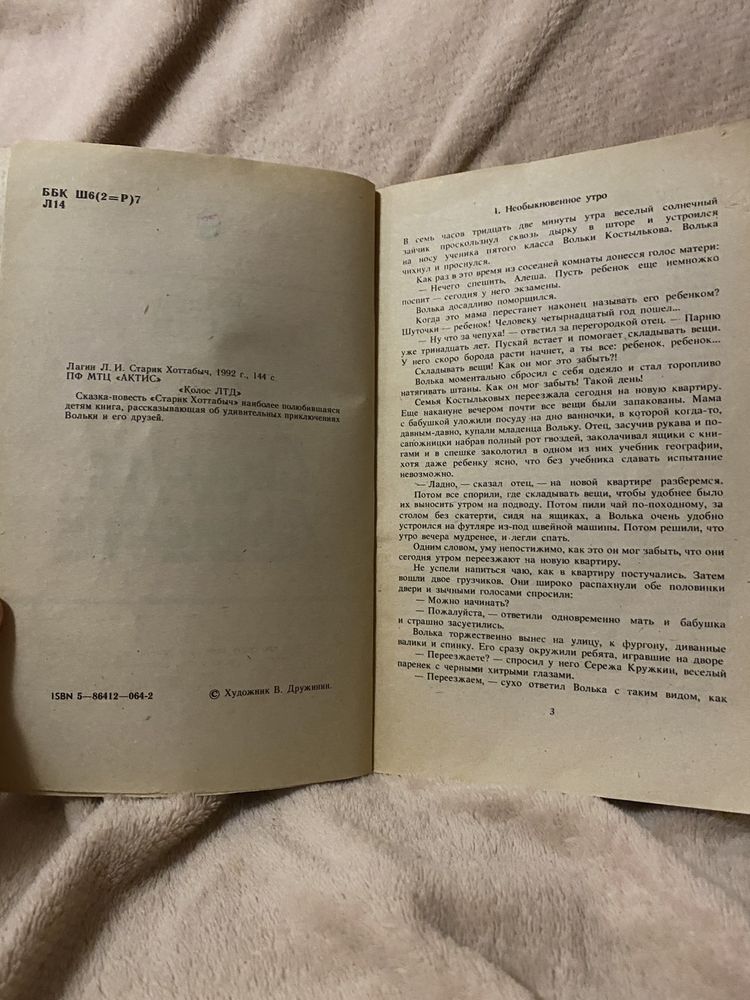 ББК Ш6(2=Р)7
Л14
Лагин Л. И. Старик Хоттабыч, 1992 г., 144 с
ПФ МТЦ «АКТИС»
«Колос ЛТД»
Сказка-повесть «Старик Хоттабыч» наиболее полюбившаяся
детям книга, рассказывающая об удивительных приключениях
Вольки и его друзей.
ISBN 5—86412—064-2
© Художник В. Дружинин.
1. Необыкновенное утро
В семь часов тридцать две минуты утра веселый солнечный
зайчик проскользнул сквозь дырку в шторе и устроился
на носу ученика пятого класса Вольки Костылькова. Волька
чихнул и проснулся.
Как раз в это время из соседней комнаты донесся голос матери:
— Нечего спешить, Алеша. Пусть ребенок еще немножко
поспит — сегодня у него экзамены.
Волька досадливо поморщился.
Когда это мама перестанет наконец называть его ребенком?
Шуточки — ребенок! Человеку четырнадцатый год пошел...
— Ну что за чепуха! — ответил за перегородкой отец. — Парню
уже тринадцать лет. Пускай встает и помогает складывать вещи.
У него скоро борода расти начнет, а ты все: ребенок, ребенок...
Складывать вещи! Как он мог это забыть?!
Волька моментально сбросил с себя одеяло и стал торопливо
натягивать штаны. Как он мог забыть! Такой день!
Семья Костыльковых переезжала сегодня на новую квартиру.
Еще накануне вечером почти все вещи были запакованы. Мама
с бабушкой уложили посуду на дно ванночки, в которой когда-то,
давным-давно, купали младенца Вольку. Отец, засучив рукава и по-
сапожницки набрав полный рот гвоздей, заколачивал ящики с кни-
гами и в спешке заколотил в одном из них учебник географии,
хотя даже ребенку ясно, что без учебника сдавать испытание
невозможно.
— Ладно, — сказал отец, — на новой квартире разберемся.
Потом все спорили, где складывать вещи, чтобы удобнее было
их выносить утром на подводу. Потом пили чай по-походному, за
столом без скатерти, сидя на ящиках, а Волька очень удобно
устроился на футляре из-под швейной машины. Потом решили, что
утро вечера мудренее, и легли спать.
Одним словом, уму непостижимо, как это он мог забыть, что они
сегодня утром переезжают на новую квартиру.
Не успели напиться чаю, как в квартиру постучались. Затем
вошли двое грузчиков. Они широко распахнули обе половинки
двери и зычными голосами спросили:
— Можно начинать?
— Пожалуйста, — ответили одновременно мать и бабушка
и страшно засуетились.
Волька торжественно вынес на улицу, к фургону, диванные
валики и спинку. Его сразу окружили ребята, игравшие на дворе
— Переезжаете? — спросил у него Сережа Кружкин, веселый
паренек с черными хитрыми глазами.
— Переезжаем, — сухо ответил Волька с таким видом, как
3